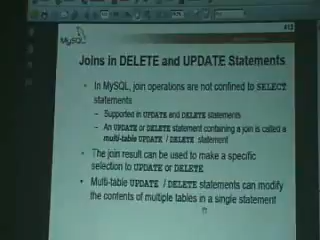 #12
MySQL
Joins in DELETE and UPDATE Statements
• In MySQL, join operations are not confined to SELECT
statements
– Supported in UPDATE and DELETE statements
– An UPDATE or DELETE statement containing a join is called a
multi-table UPDATE / DELETE statement
• The join result can be used to make a specific
selection to UPDATE or DELETE
• Multi-table UPDATE / DELETE statements can modify
the contents of multiple tables in a single statement